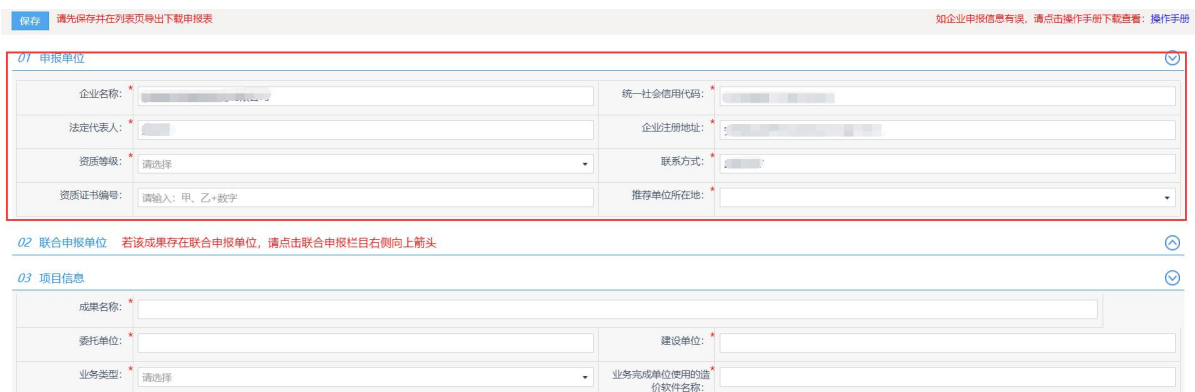 保存 请先保存并在列表页导出下载申报表 如企业申报信息有误，请点击操作手册下载查看：操作手册
01 申报单位
企业名称：* 统一社会信用代码：*
法定代表人：* 企业注册地址：*
资质等级：* 请选择 联系方式：*
资质证书编号： 请输入：甲、乙+数字 推荐单位所在地：*
02 联合申报单位 若该成果存在联合申报单位，请点击联合申报栏目右侧向上箭头
03 项目信息
成果名称：*
委托单位：* 建设单位：*
业务类型：* 请选择 业务完成单位使用的造*
价软件名称：